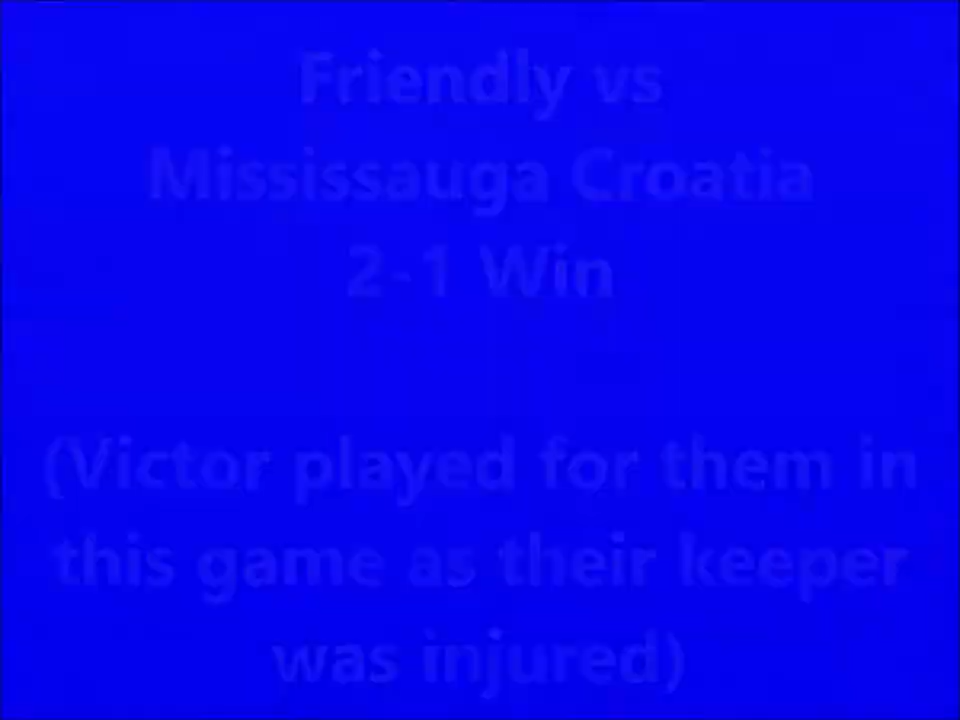 Friendly vs
Mississauga Croatia
2-1 Win
(Victor played for them in
this game as their keeper
was injured)